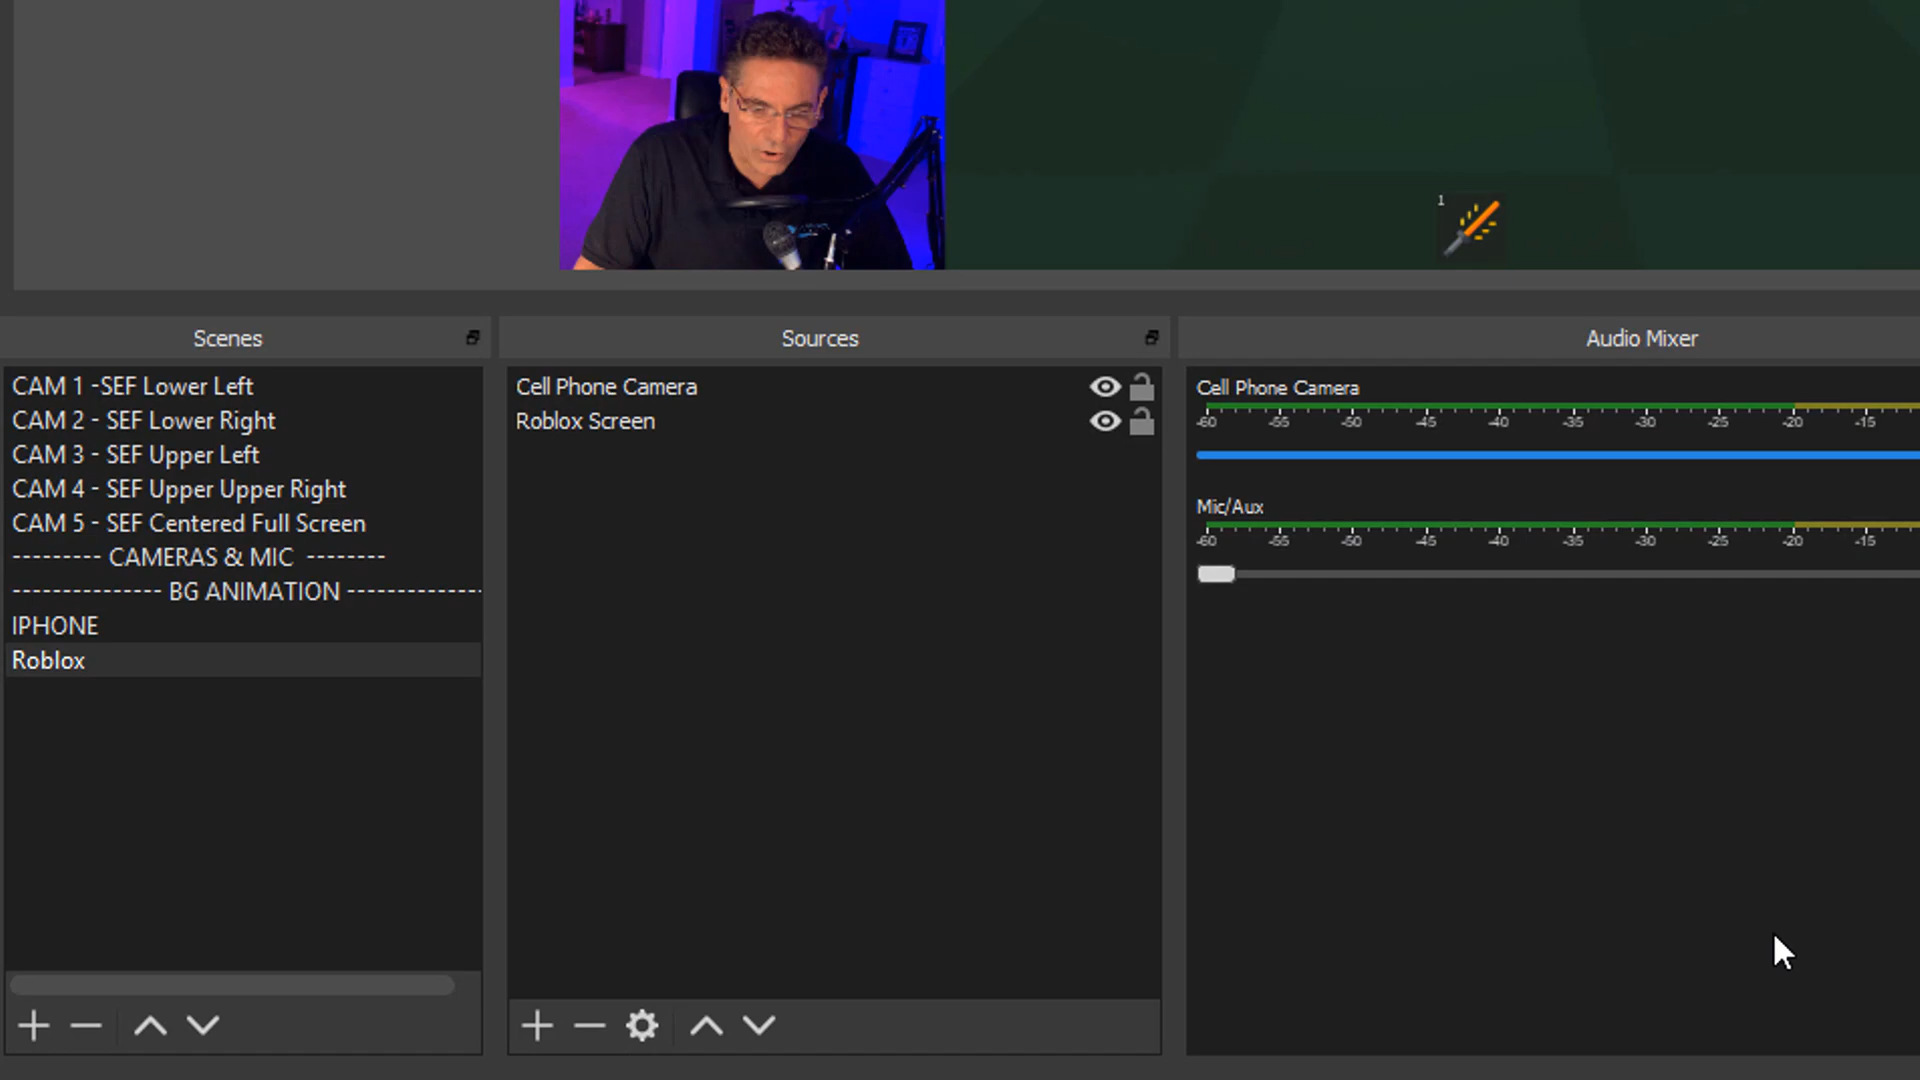 1
Scenes
Sources
Audio Mixer
CAM 1 -SEF Lower Left
CAM 2 - SEF Lower Right
CAM 3 - SEF Upper Left
CAM 4 - SEF Upper Upper Right
CAM 5 - SEF Centered Full Screen
--------- CAMERAS & MIC --------
--------------- BG ANIMATION --------------
IPHONE
Roblox
Cell Phone Camera
Roblox Screen
Cell Phone Camera
-60 -55 -50 -45 -40 -35 -30 -25 -20 -15
Mic/Aux
-60 -55 -50 -45 -40 -35 -30 -25 -20 -15